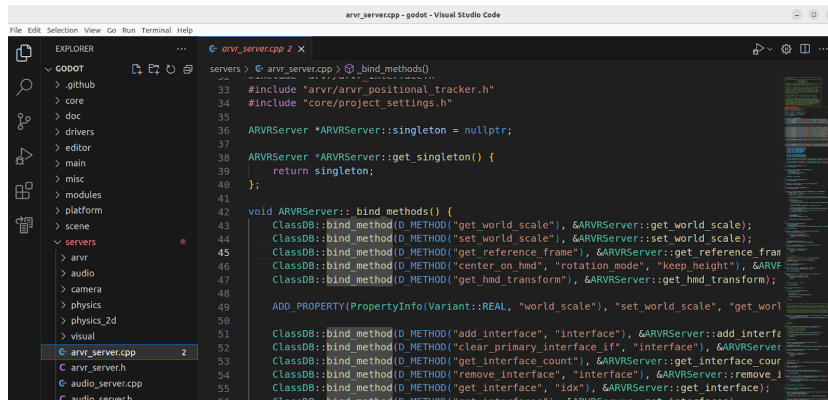 arvr_server.cpp - godot - Visual Studio Code
File Edit Selection View Go Run Terminal Help
EXPLORER
arvr_server.cpp 2
GODOT
servers > arvr_server.cpp > _bind_methods()
.github
core
doc
drivers
editor
main
misc
modules
platform
scene
servers
arvr
audio
camera
physics
physics_2d
visual
arvr_server.cpp 2
arvr_server.h
audio_server.cpp
audio_server.h
33 #include "arvr/arvr_positional_tracker.h"
34 #include "core/project_settings.h"
35
36 ARVRServer *ARVRServer::singleton = nullptr;
37
38 ARVRServer *ARVRServer::get_singleton() {
39 return singleton;
40 };
41
42 void ARVRServer::_bind_methods() {
43 ClassDB::bind_method(D_METHOD("get_world_scale"), &ARVRServer::get_world_scale);
44 ClassDB::bind_method(D_METHOD("set_world_scale"), &ARVRServer::set_world_scale);
45 ClassDB::bind_method(D_METHOD("get_reference_frame"), &ARVRServer::get_reference_fram
46 ClassDB::bind_method(D_METHOD("center_on_hmd", "rotation_mode", "keep_height"), &ARVR
47 ClassDB::bind_method(D_METHOD("get_hmd_transform"), &ARVRServer::get_hmd_transform);
48
49 ADD_PROPERTY(PropertyInfo(Variant::REAL, "world_scale"), "set_world_scale", "get_worl
50
51 ClassDB::bind_method(D_METHOD("add_interface", "interface"), &ARVRServer::add_interfa
52 ClassDB::bind_method(D_METHOD("clear_primary_interface_if", "interface"), &ARVRServer
53 ClassDB::bind_method(D_METHOD("get_interface_count"), &ARVRServer::get_interface_coun
54 ClassDB::bind_method(D_METHOD("remove_interface", "interface"), &ARVRServer::remove_i
55 ClassDB::bind_method(D_METHOD("get_interface", "idx"), &ARVRServer::get_interface);